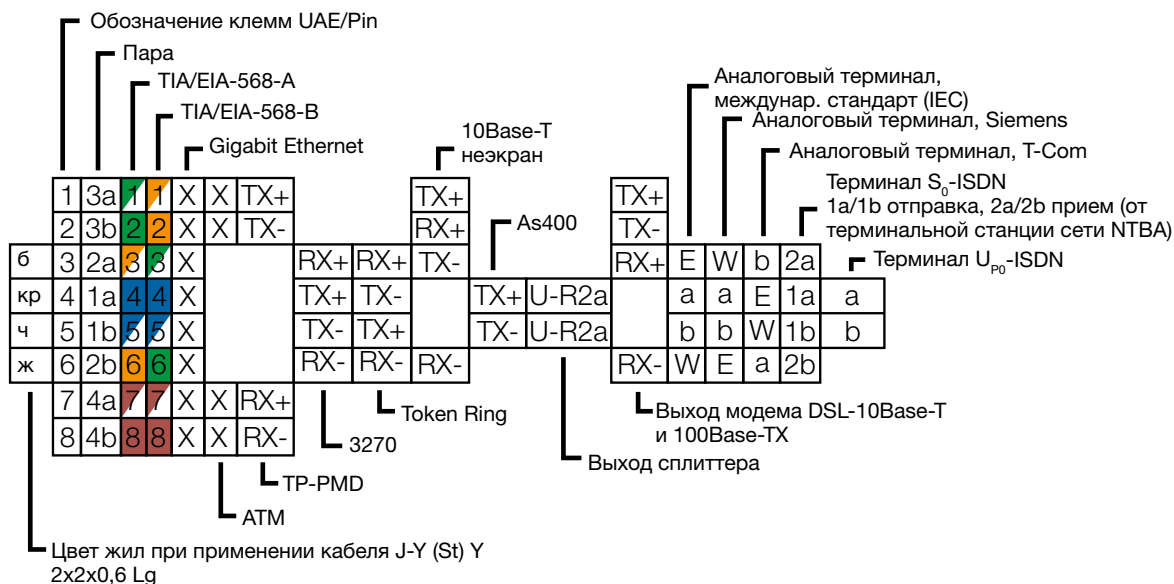 Обозначение клемм UAE/Pin
Пара
TIA/EIA-568-A
TIA/EIA-568-B
Gigabit Ethernet
10Base-T
неэкран
As400
Аналоговый терминал,
междунар. стандарт (IEC)
Аналоговый терминал, Siemens
Аналоговый терминал, T-Com
Терминал S0-ISDN
1a/1b отправка, 2a/2b прием (от
терминальной станции сети NTBA)
Терминал UP0-ISDN
1 3a 1 1 X X TX+ TX+ TX+
2 3b 2 2 X X TX- RX+ TX-
б 3 2a 3 3 X RX+ RX+ TX- RX+ E W b 2a
кр 4 1a 4 4 X TX+ TX- TX+ U-R2a a a E 1a a
ч 5 1b 5 5 X TX- TX+ TX- U-R2a b b W 1b b
ж 6 2b 6 6 X RX- RX- RX- RX- W E a 2b
7 4a 7 7 X X RX+
8 4b 8 8 X X RX-
Token Ring
3270
TP-PMD
ATM
Выход модема DSL-10Base-T
и 100Base-TX
Выход сплиттера
Цвет жил при применении кабеля J-Y (St) Y
2x2x0,6 Lg